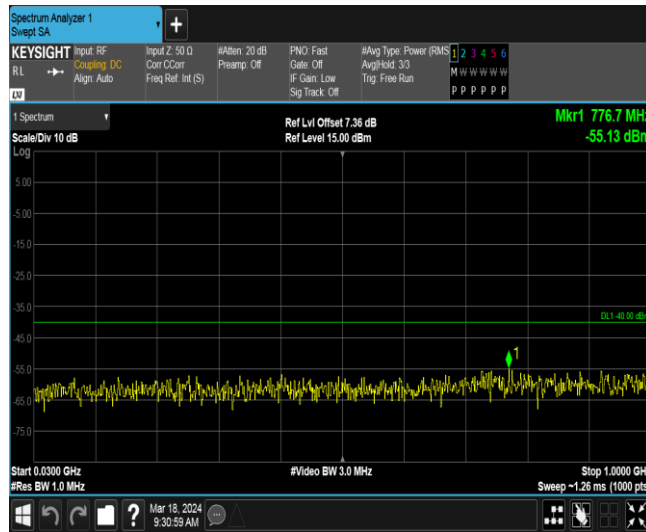 Spectrum Analyzer 1
Swept SA
KEYSIGHT
RL
LXI
Input: RF
Coupling: DC
Align: Auto
Input Z: 50 Ω
Corr CCorr
Freq Ref: Int (S)
#Atten: 20 dB
Preamp: Off
PNO: Fast
Gate: Off
IF Gain: Low
Sig Track: Off
#Avg Type: Power (RMS
Avg|Hold: 3/3
Trig: Free Run
1 2 3 4 5 6
M W W W W W
P P P P P P
1 Spectrum
Scale/Div 10 dB
Log
Ref Lvl Offset 7.36 dB
Ref Level 15.00 dBm
Mkr1 776.7 MHz
-55.13 dBm
5.00
-5.00
-15.0
-25.0
-35.0
-45.0
-55.0
-65.0
-75.0
DL1 -40.00 dBm
1
Start 0.0300 GHz
#Res BW 1.0 MHz
#Video BW 3.0 MHz
Stop 1.0000 GH
Sweep ~1.26 ms (1000 pts
?
Mar 18, 2024
9:30:59 AM